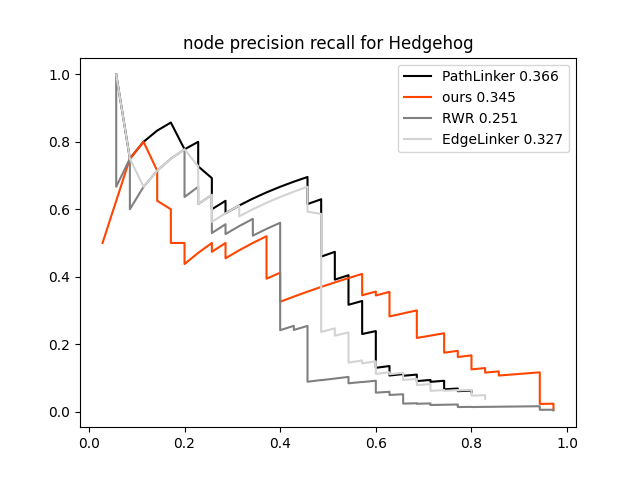 node precision recall for Hedgehog
PathLinker 0.366
ours 0.345
RWR 0.251
EdgeLinker 0.327
1.0
0.8
0.6
0.4
0.2
0.0
0.0 0.2 0.4 0.6 0.8 1.0